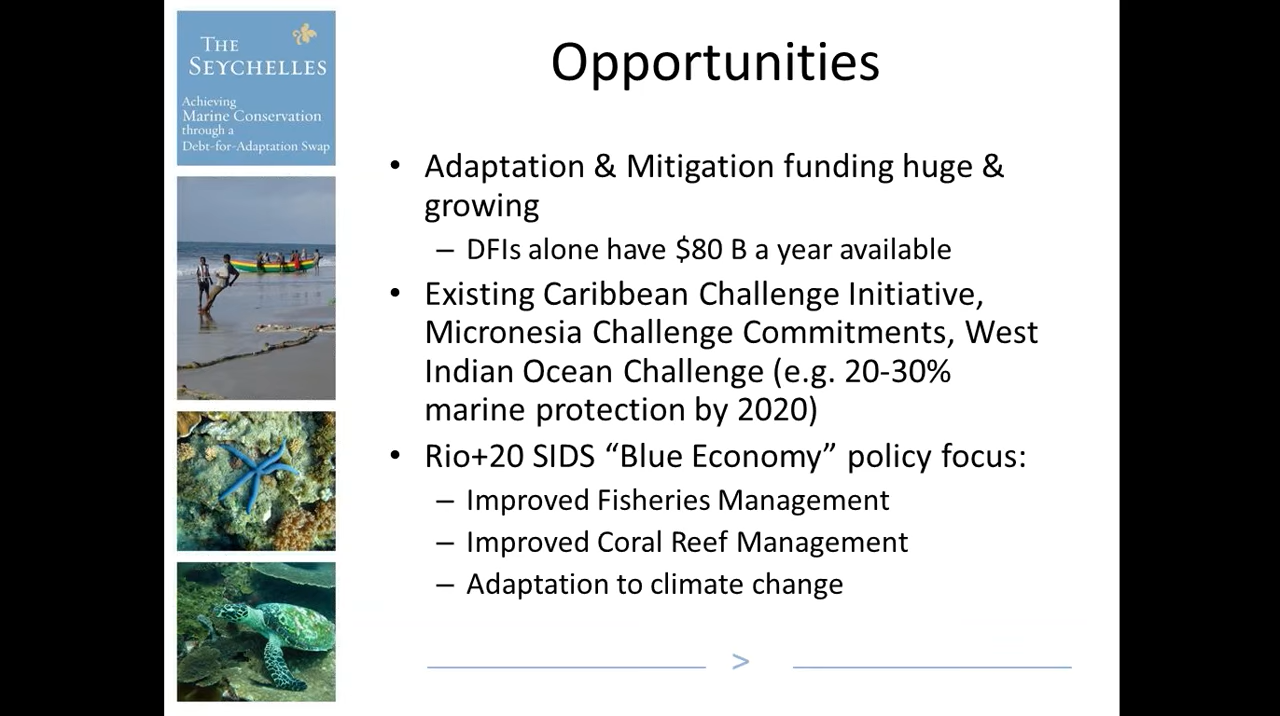 THE
SEYCHELLES
Achieving
Marine Conservation
through a
Debt-for-Adaptation Swap
Opportunities
• Adaptation & Mitigation funding huge &
growing
– DFIs alone have $80 B a year available
• Existing Caribbean Challenge Initiative,
Micronesia Challenge Commitments, West
Indian Ocean Challenge (e.g. 20-30%
marine protection by 2020)
• Rio+20 SIDS “Blue Economy” policy focus:
– Improved Fisheries Management
– Improved Coral Reef Management
– Adaptation to climate change
>